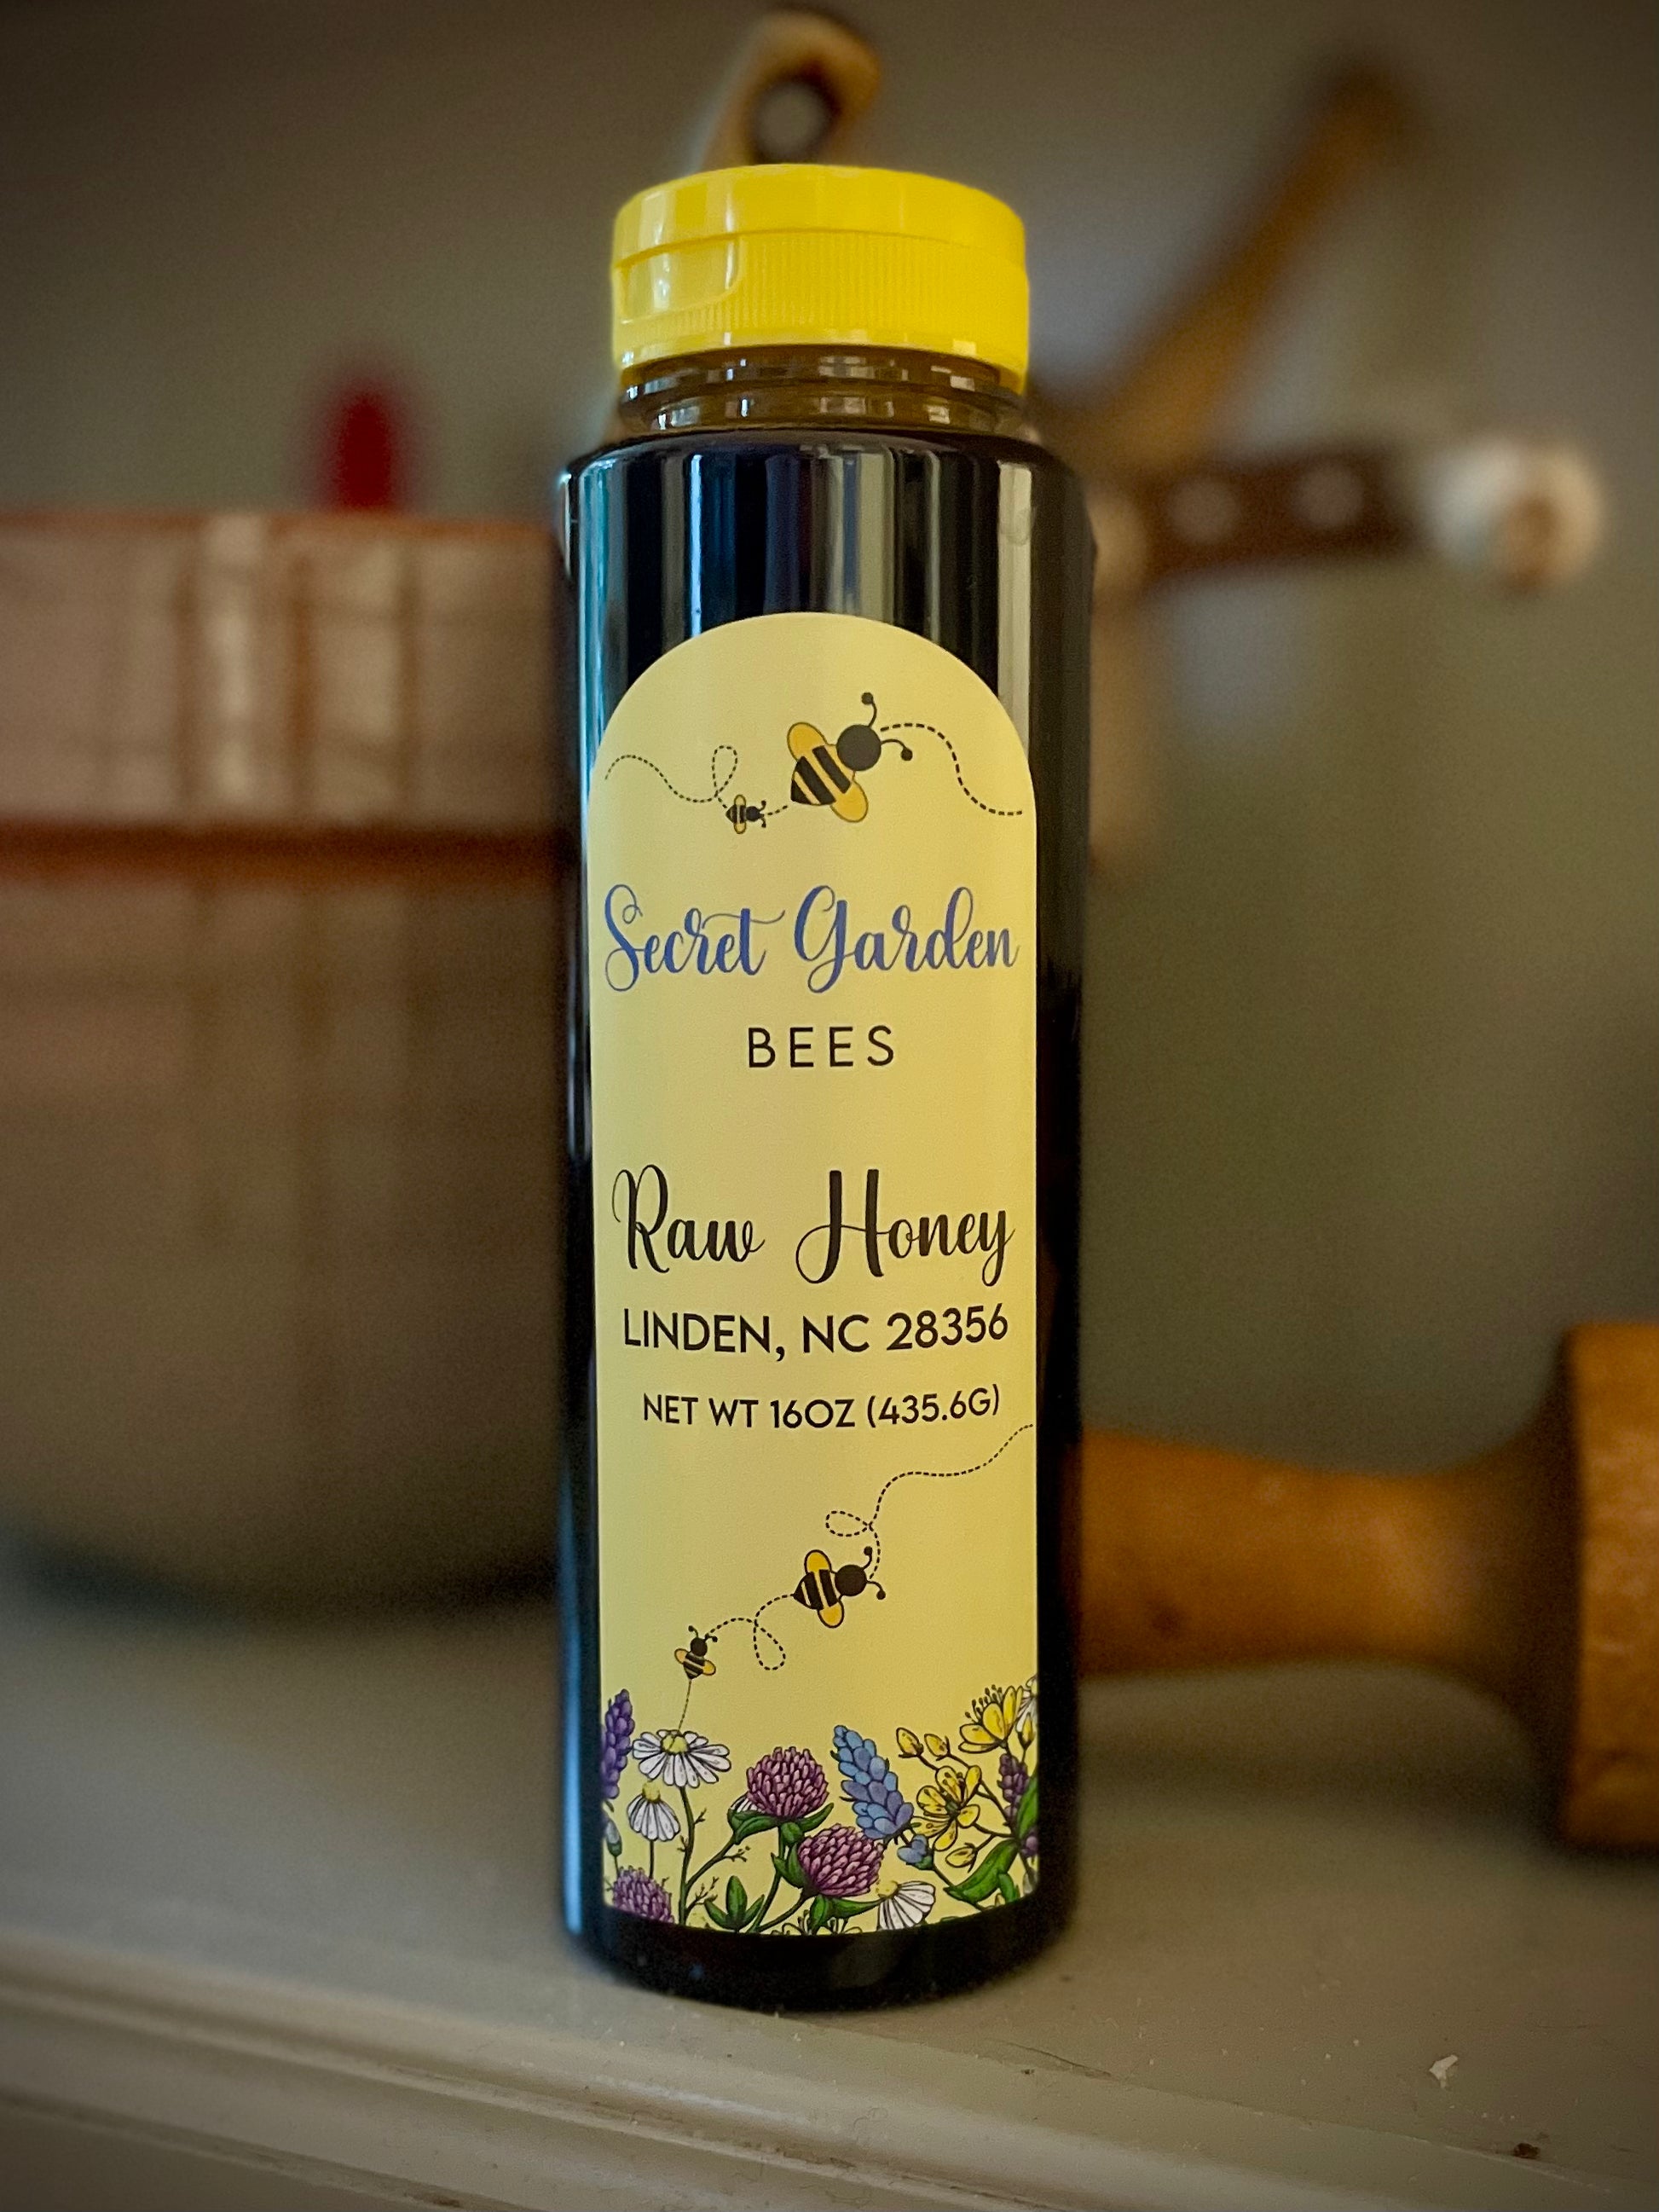 Secret Garden
BEES
Raw Honey
LINDEN, NC 28356
NET WT 16OZ (435.6G)